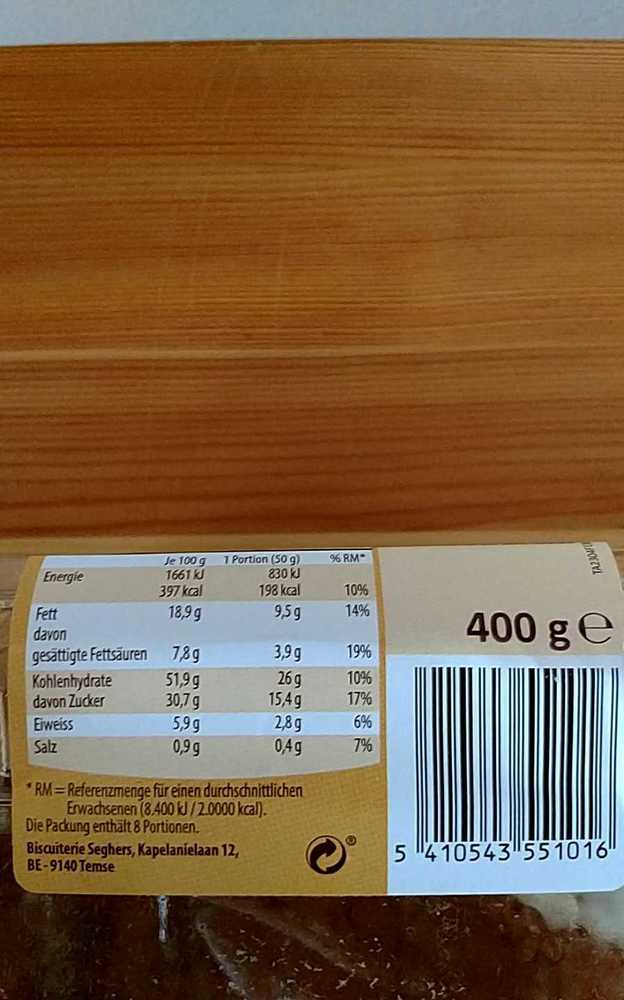 Je 100 g 1 Portion (50 g) % RM*
Energie 1661 kJ 830 kJ
397 kcal 198 kcal 10%
Fett 18,9 g 9,5 g 14%
davon
gesättigte Fettsäuren 7,8 g 3,9 g 19%
Kohlenhydrate 51,9 g 26 g 10%
davon Zucker 30,7 g 15,4 g 17%
Eiweiss 5,9 g 2,8 g 6%
Salz 0,9 g 0,4 g 7%
* RM = Referenzmenge für einen durchschnittlichen
Erwachsenen (8.400 kJ / 2.0000 kcal).
Die Packung enthält 8 Portionen.
Biscuiterie Seghers, Kapelanielaan 12,
BE - 9140 Temse
®
400 g e
5 410543 551016